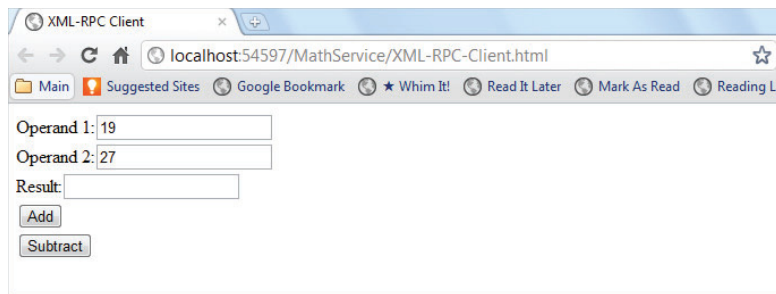 XML-RPC Client
localhost:54597/MathService/XML-RPC-Client.html
Main Suggested Sites Google Bookmark ★ Whim It! Read It Later Mark As Read Reading L
Operand 1: 19
Operand 2: 27
Result:
Add
Subtract